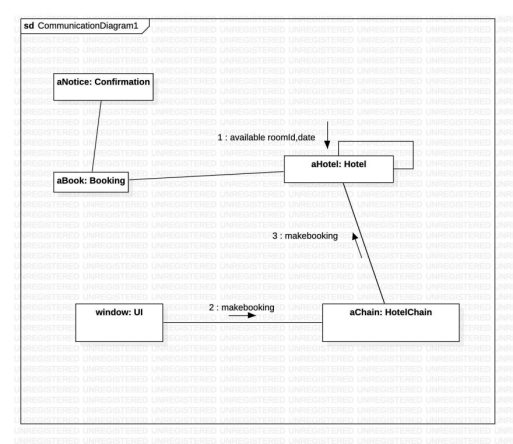 sd CommunicationDiagram1
aNotice: Confirmation
1 : available roomId,date
aHotel: Hotel
aBook: Booking
3 : makebooking
2 : makebooking
window: UI
aChain: HotelChain